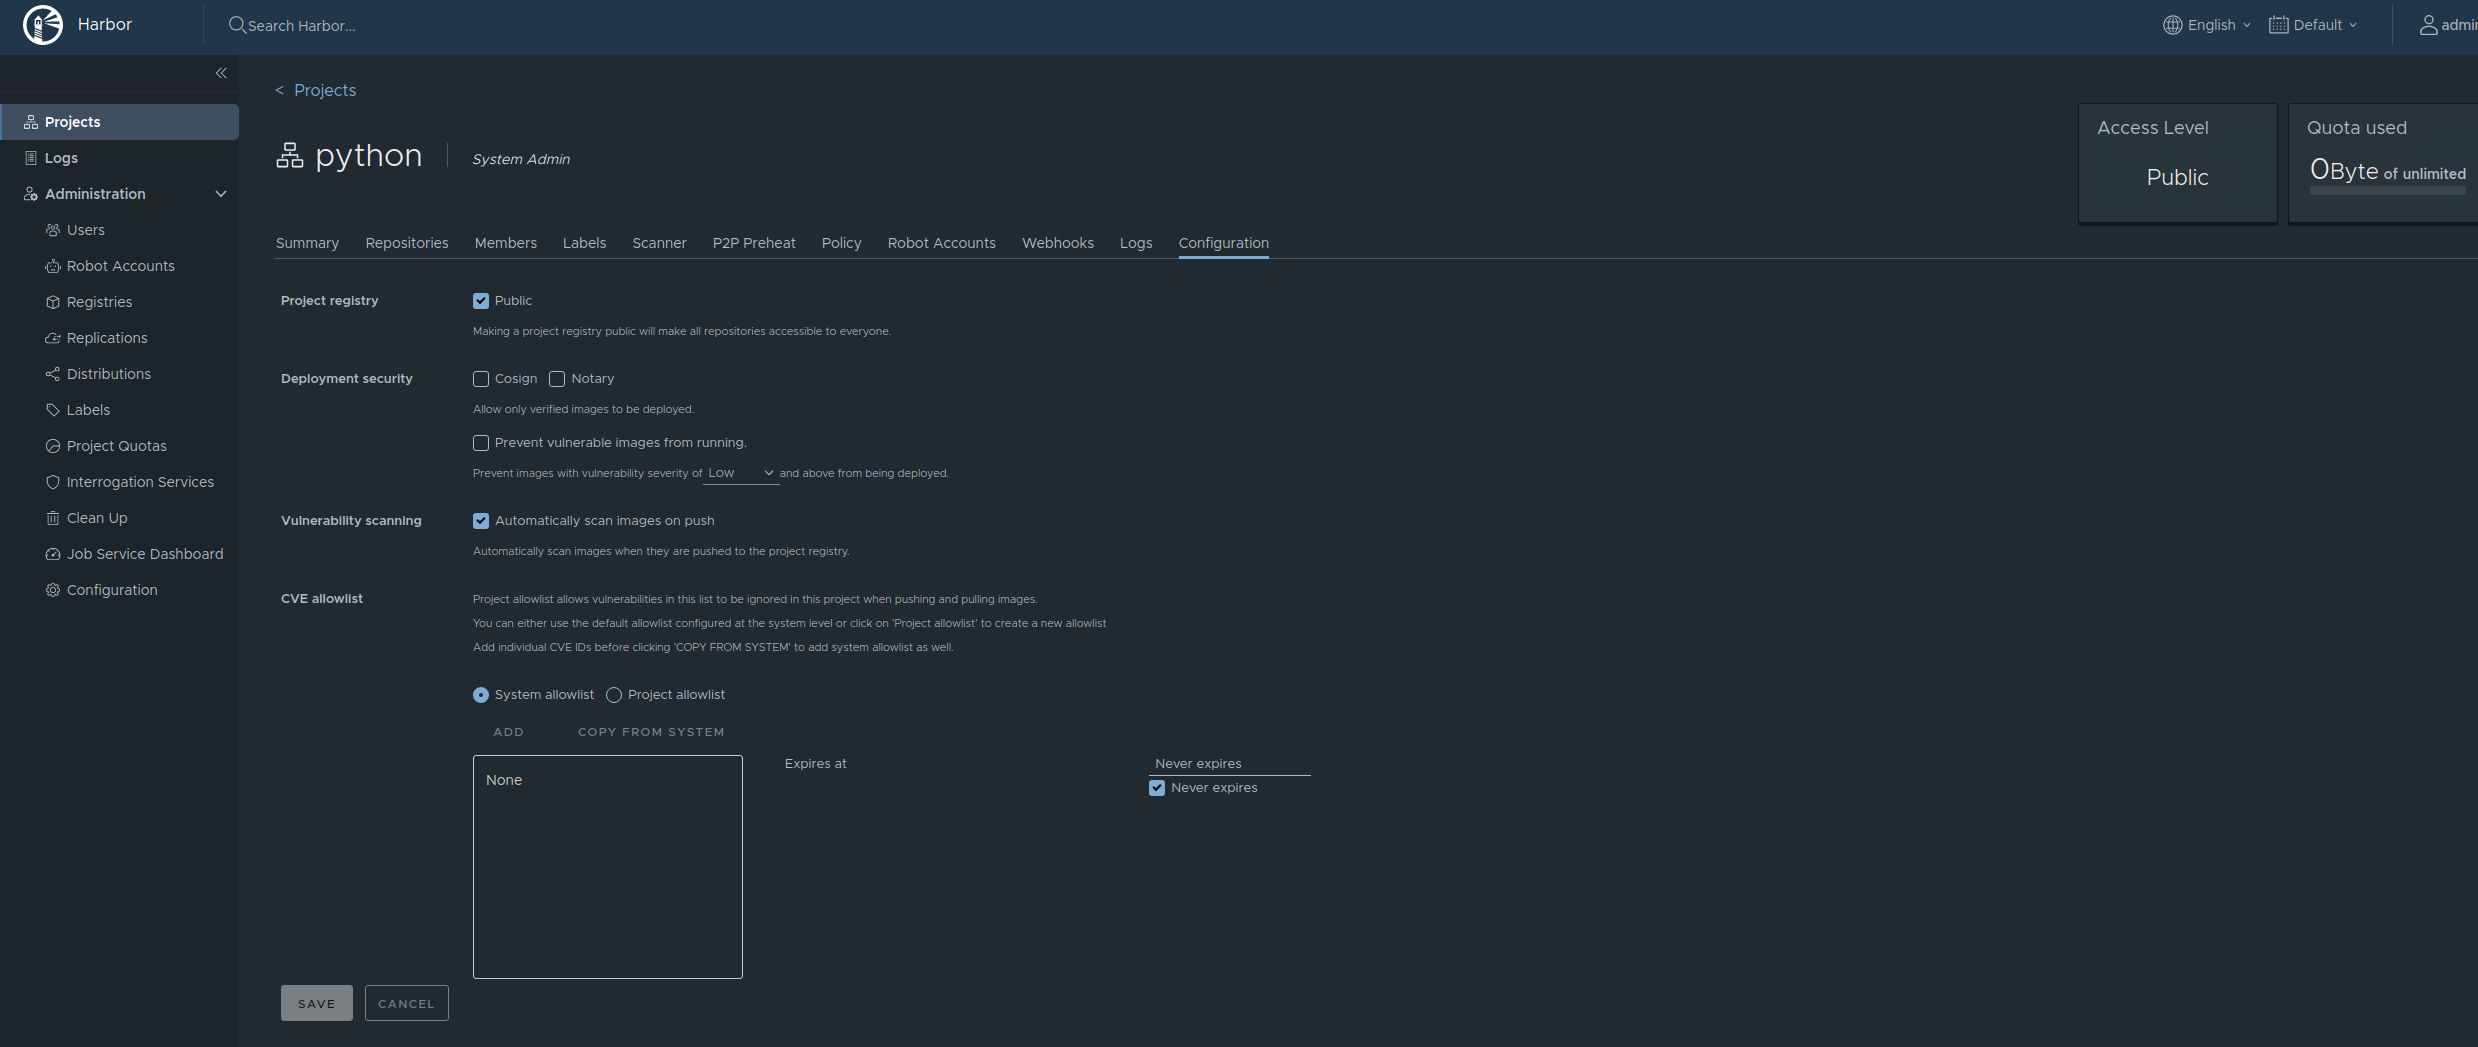 Harbor
Search Harbor...
English
Default
Projects
Logs
Administration
Users
Robot Accounts
Registries
Replications
Distributions
Labels
Project Quotas
Interrogation Services
Clean Up
Job Service Dashboard
Configuration
< Projects
python
System Admin
Access Level
Public
Quota used
0Byte of unlimited
Summary Repositories Members Labels Scanner P2P Preheat Policy Robot Accounts Webhooks Logs Configuration
Project registry
Public
Making a project registry public will make all repositories accessible to everyone.
Deployment security
Cosign Notary
Allow only verified images to be deployed.
Prevent vulnerable images from running.
Prevent images with vulnerability severity of Low and above from being deployed.
Vulnerability scanning
Automatically scan images on push
Automatically scan images when they are pushed to the project registry.
CVE allowlist
Project allowlist allows vulnerabilities in this list to be ignored in this project when pushing and pulling images.
You can either use the default allowlist configured at the system level or click on 'Project allowlist' to create a new allowlist
Add individual CVE IDs before clicking 'COPY FROM SYSTEM' to add system allowlist as well.
System allowlist Project allowlist
ADD COPY FROM SYSTEM
None
Expires at
Never expires
Never expires
SAVE CANCEL